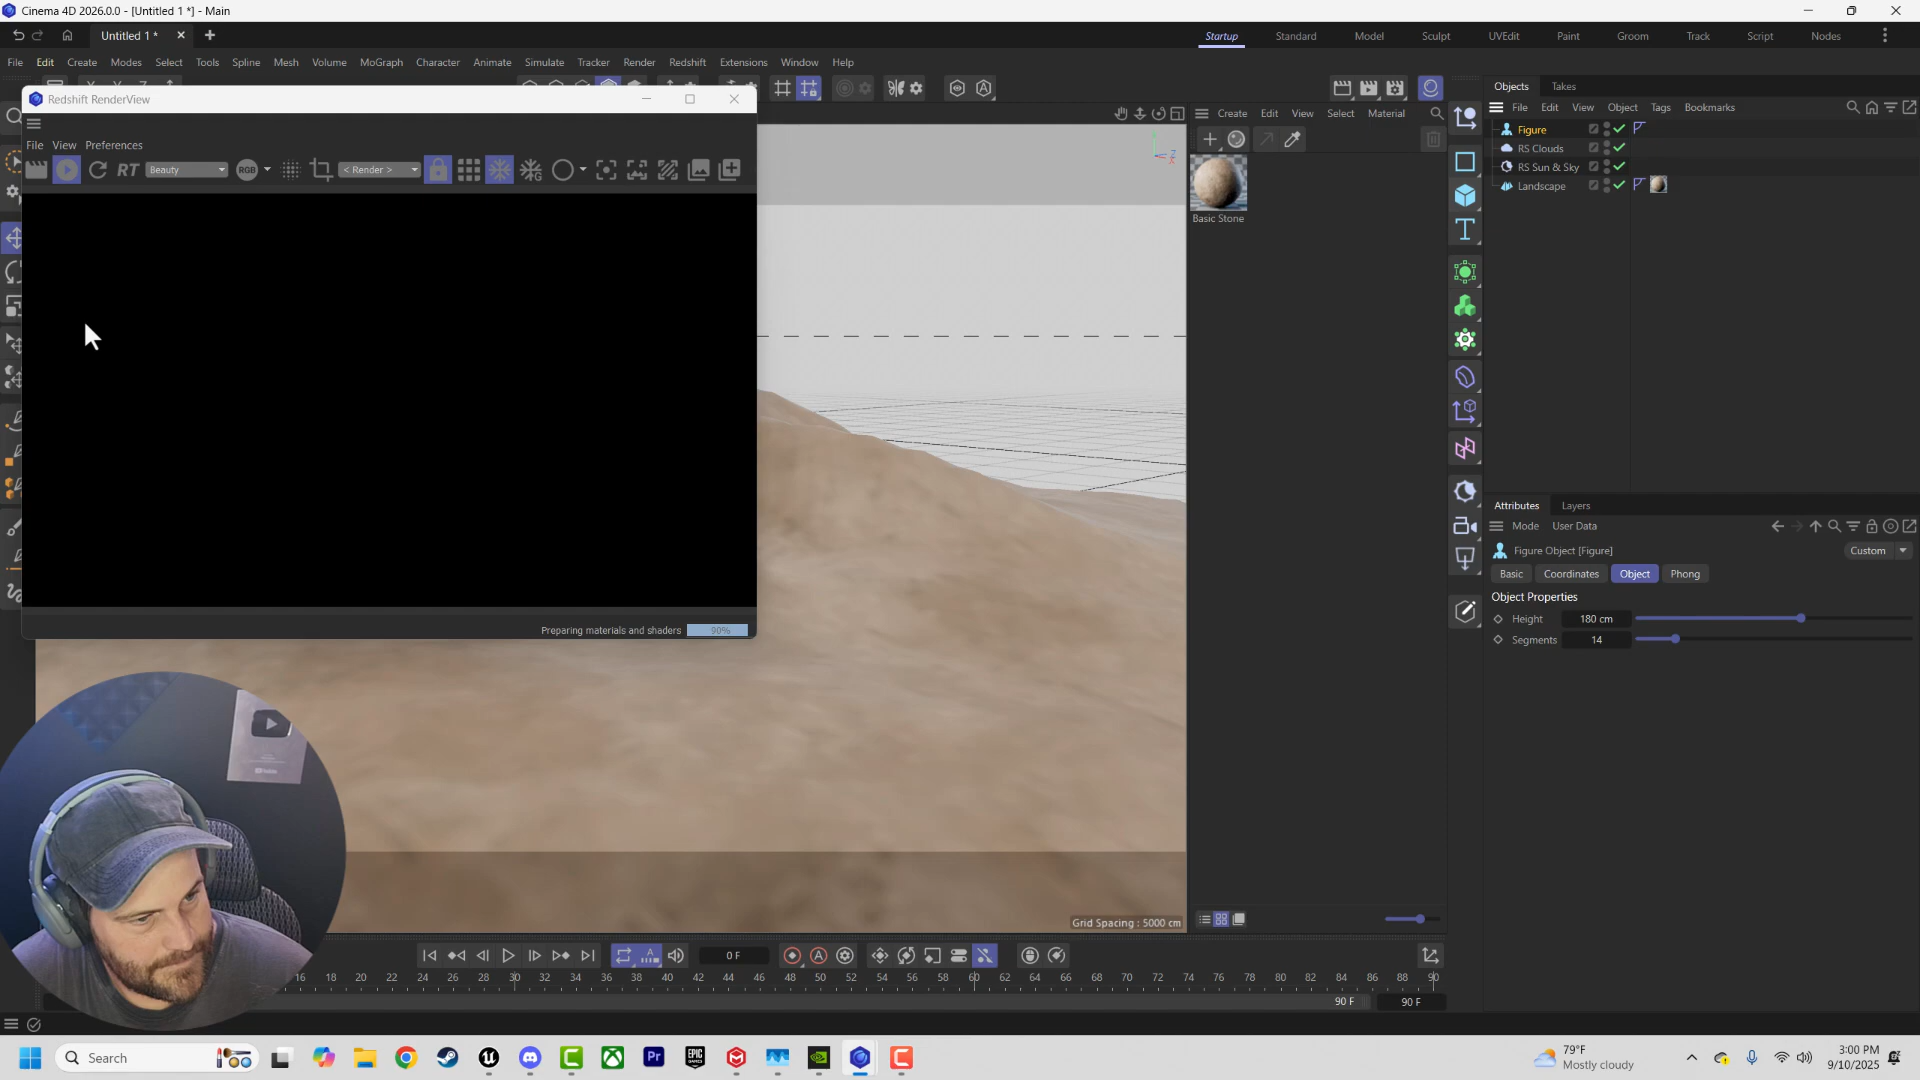 Cinema 4D 2026.0.0 - [Untitled 1 *] - Main
Untitled 1 *
Startup Standard Model Sculpt UVEdit Paint Groom Track Script Nodes
File Edit Create Modes Select Tools Spline Mesh Volume MoGraph Character Animate Simulate Tracker Render Redshift Extensions Window Help
Redshift RenderView
File View Preferences
RT Beauty RGB < Render >
Preparing materials and shaders 90%
Grid Spacing : 5000 cm
Create Edit View Select Material
Basic Stone
Objects Takes
File Edit View Object Tags Bookmarks
Figure
RS Clouds
RS Sun & Sky
Landscape
Attributes Layers
Mode User Data
Figure Object [Figure] Custom
Basic Coordinates Object Phong
Object Properties
Height 180 cm
Segments 14
0 F
16 18 20 22 24 26 28 30 32 34 36 38 40 42 44 46 48 50 52 54 56 58 60 62 64 66 68 70 72 74 76 78 80 82 84 86 88 90
90 F 90 F
Search
79°F
Mostly cloudy
3:00 PM
9/10/2025